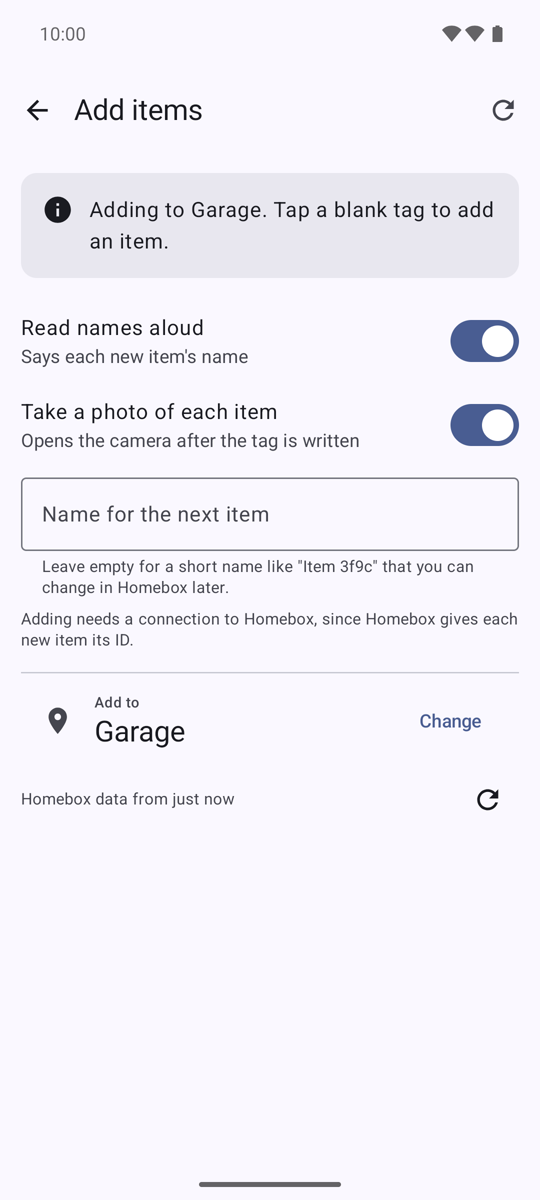 10:00
Add items
Adding to Garage. Tap a blank tag to add
an item.
Read names aloud
Says each new item's name
Take a photo of each item
Opens the camera after the tag is written
Name for the next item
Leave empty for a short name like "Item 3f9c" that you can
change in Homebox later.
Adding needs a connection to Homebox, since Homebox gives each
new item its ID.
Add to
Garage
Change
Homebox data from just now